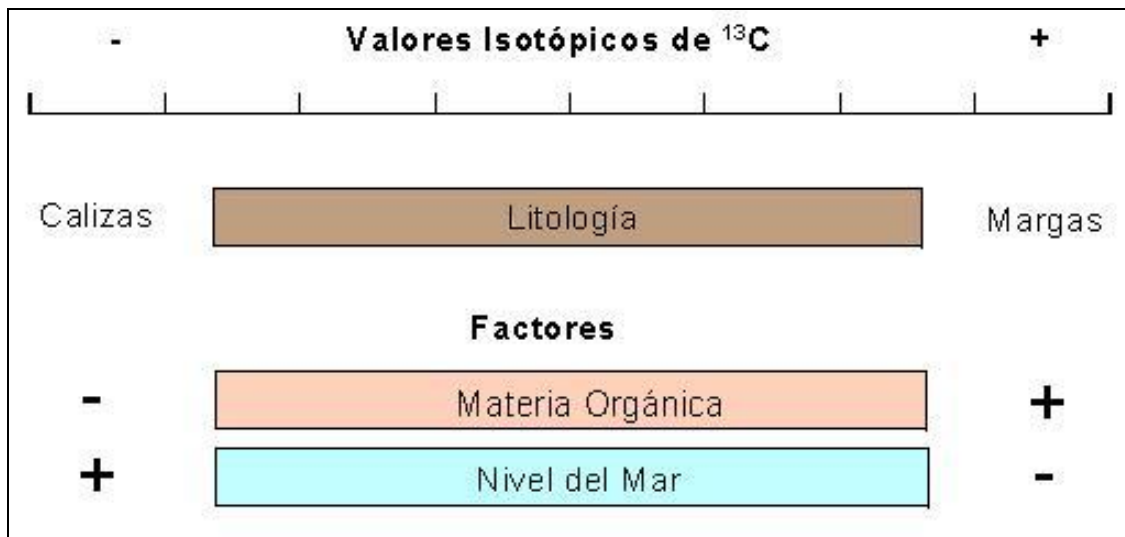 - Valores Isotópicos de ¹³C +
Calizas Litología Margas
Factores
- Materia Orgánica +
+ Nivel del Mar -